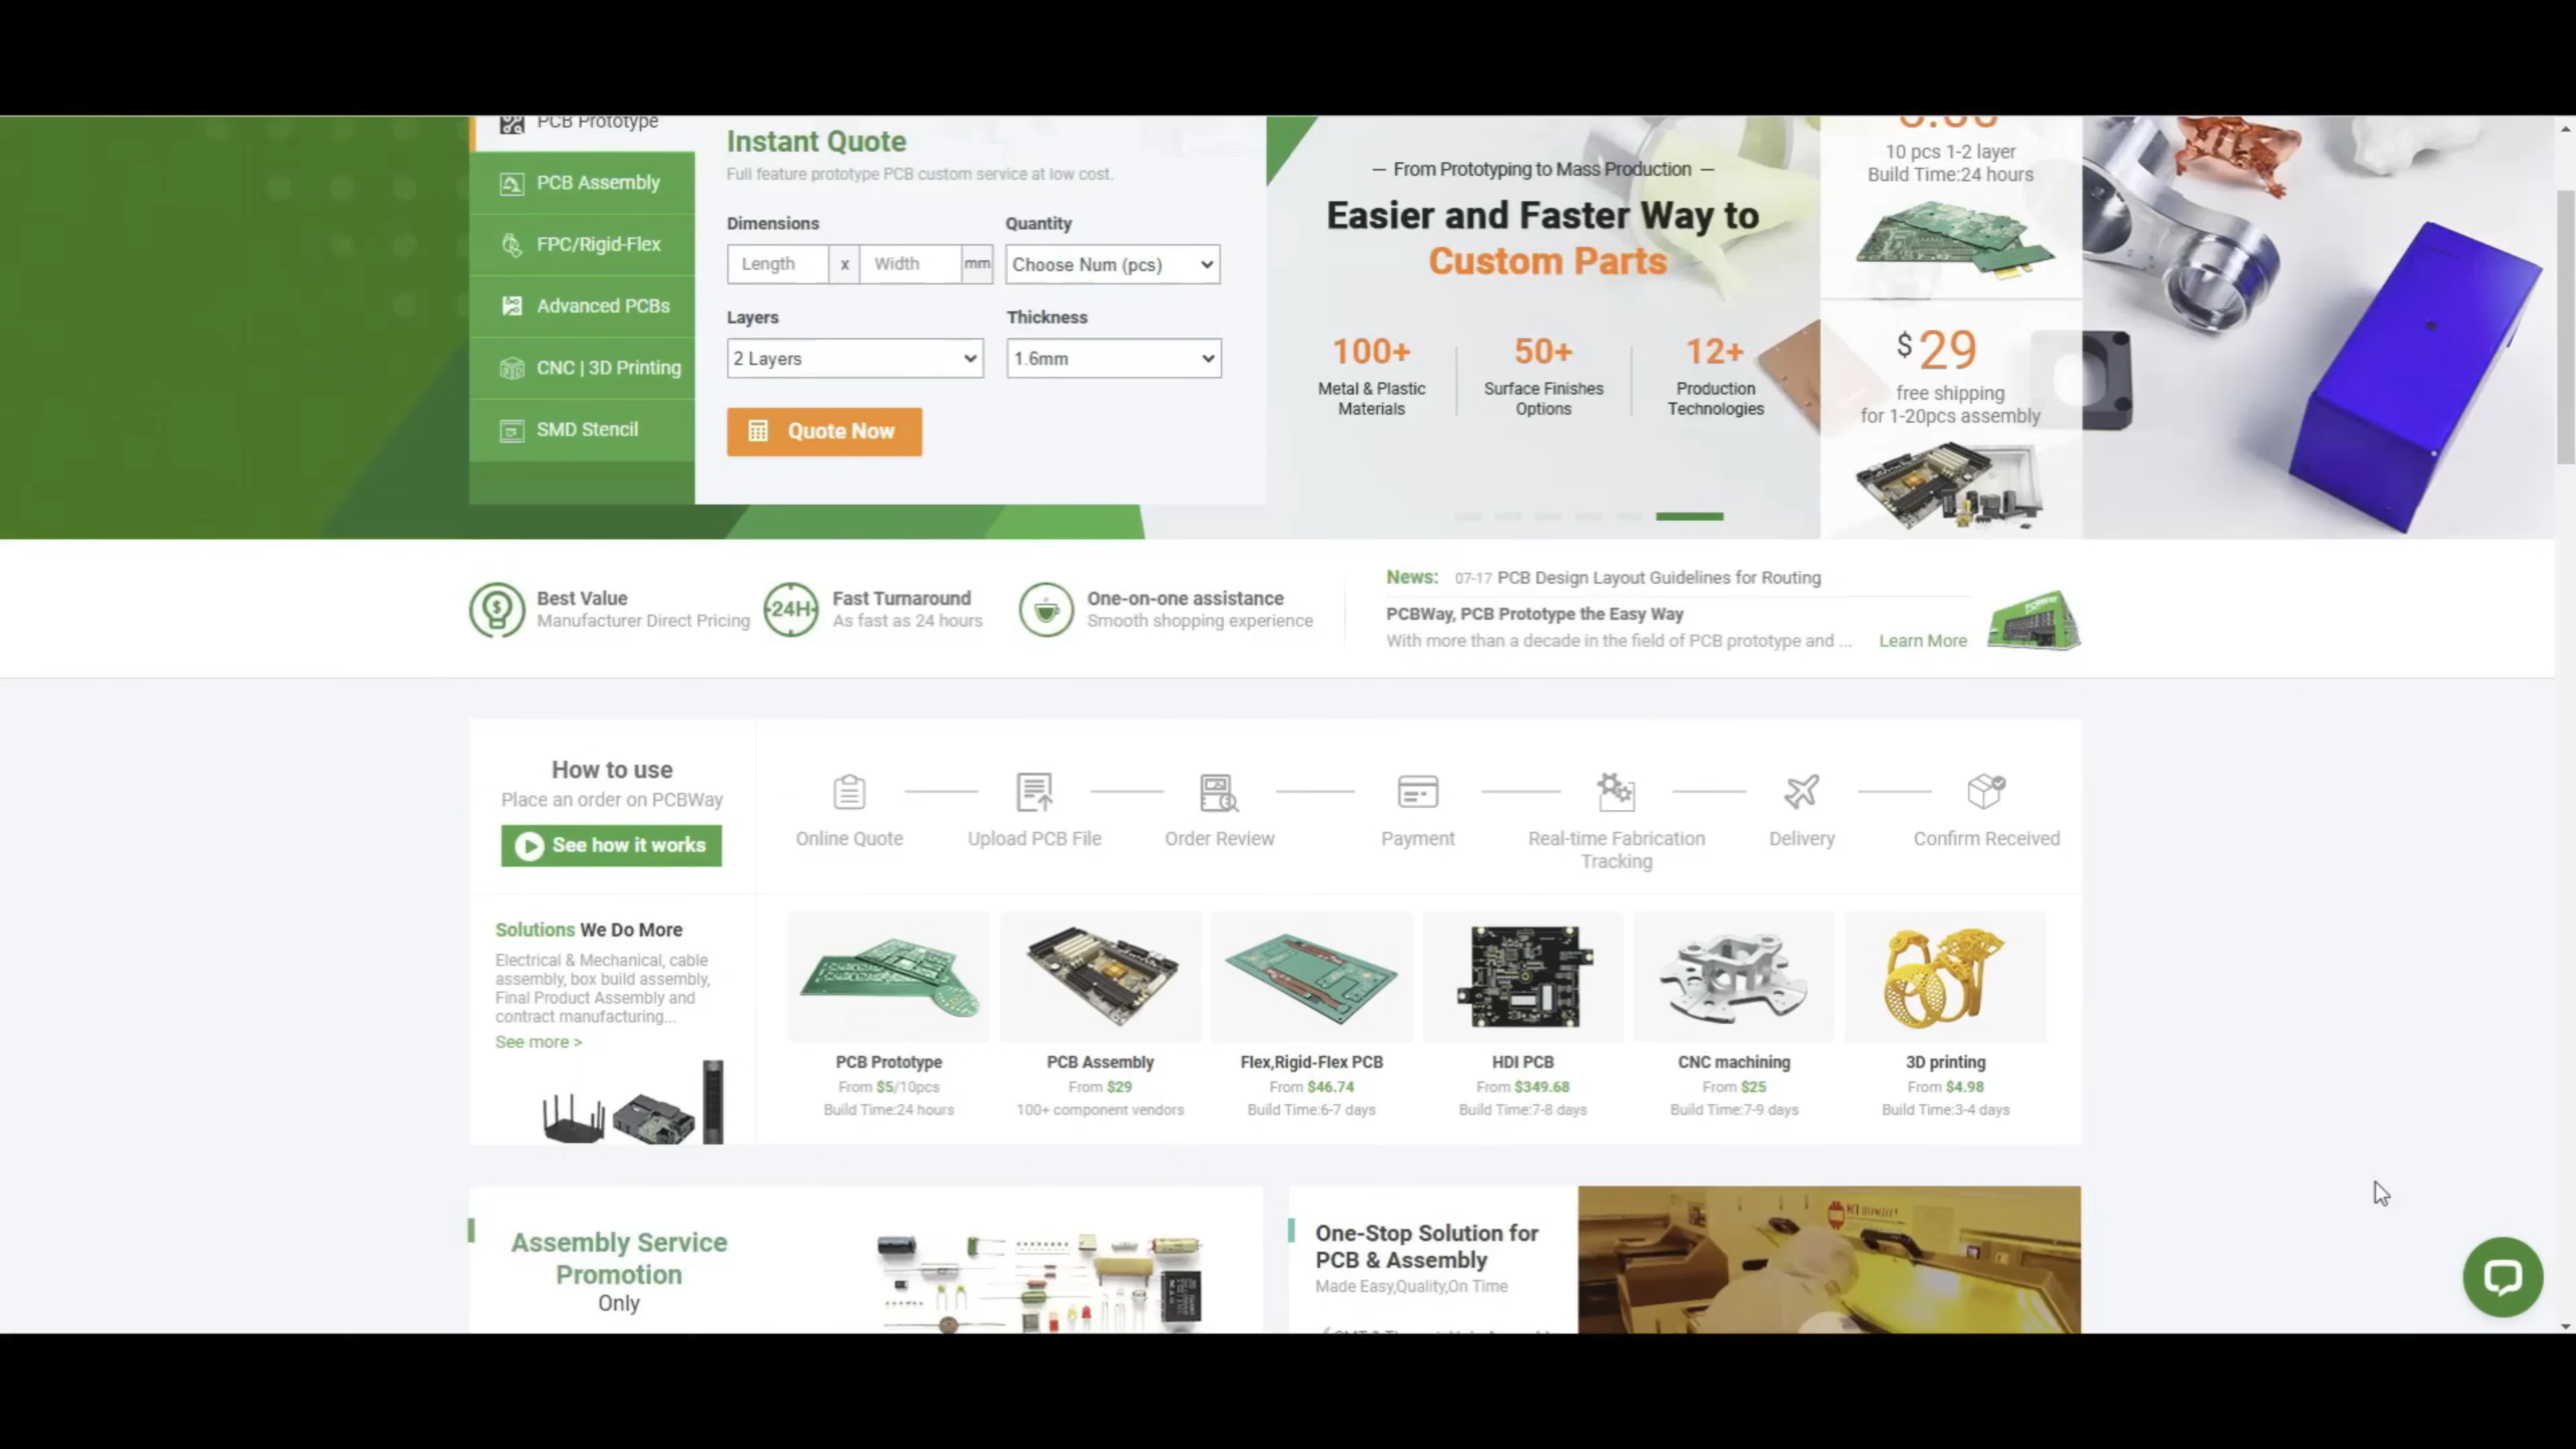 PCB Prototype
PCB Assembly
FPC/Rigid-Flex
Advanced PCBs
CNC | 3D Printing
SMD Stencil
Instant Quote
Full feature prototype PCB custom service at low cost.
Dimensions
Quantity
Length x Width mm
Choose Num (pcs)
Layers
Thickness
2 Layers
1.6mm
Quote Now
— From Prototyping to Mass Production —
Easier and Faster Way to
Custom Parts
100+
Metal & Plastic
Materials
50+
Surface Finishes
Options
12+
Production
Technologies
10 pcs 1-2 layer
Build Time:24 hours
$29
free shipping
for 1-20pcs assembly
Best Value
Manufacturer Direct Pricing
24H
Fast Turnaround
As fast as 24 hours
One-on-one assistance
Smooth shopping experience
News: 07-17 PCB Design Layout Guidelines for Routing
PCBWay, PCB Prototype the Easy Way
With more than a decade in the field of PCB prototype and ... Learn More
How to use
Place an order on PCBWay
See how it works
Online Quote
Upload PCB File
Order Review
Payment
Real-time Fabrication
Tracking
Delivery
Confirm Received
Solutions We Do More
Electrical & Mechanical, cable
assembly, box build assembly,
Final Product Assembly and
contract manufacturing...
See more >
PCB Prototype
From $5/10pcs
Build Time:24 hours
PCB Assembly
From $29
100+ component vendors
Flex,Rigid-Flex PCB
From $46.74
Build Time:6-7 days
HDI PCB
From $349.68
Build Time:7-8 days
CNC machining
From $25
Build Time:7-9 days
3D printing
From $4.98
Build Time:3-4 days
Assembly Service
Promotion
Only
One-Stop Solution for
PCB & Assembly
Made Easy,Quality,On Time